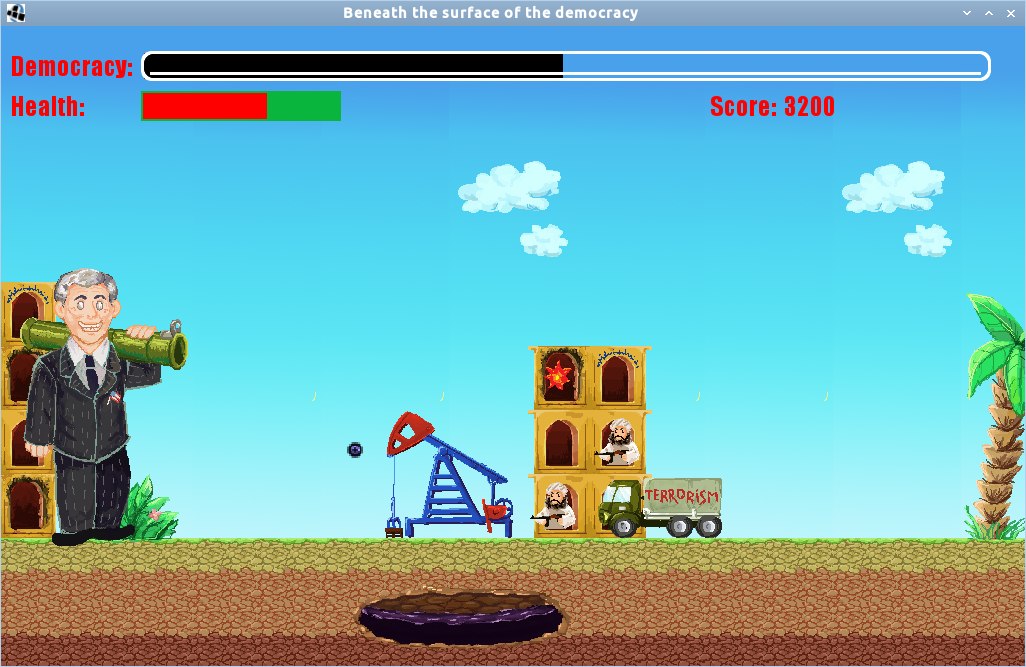 Beneath the surface of the democracy
Democracy:
Health:
Score: 3200
TERRORISM